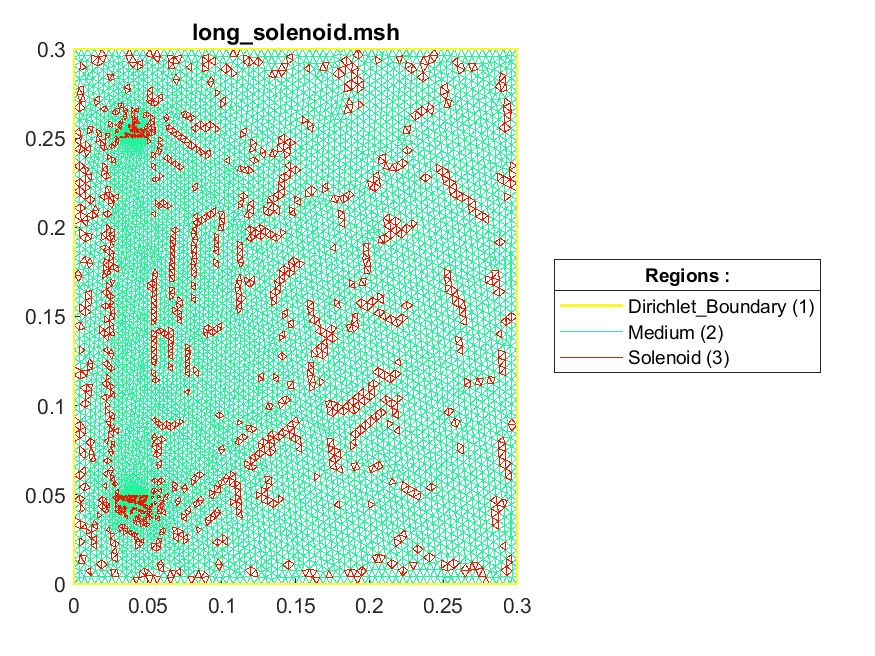 long_solenoid.msh
0.3
0.25
0.2
0.15
0.1
0.05
0
0 0.05 0.1 0.15 0.2 0.25 0.3
Regions :
Dirichlet_Boundary (1)
Medium (2)
Solenoid (3)